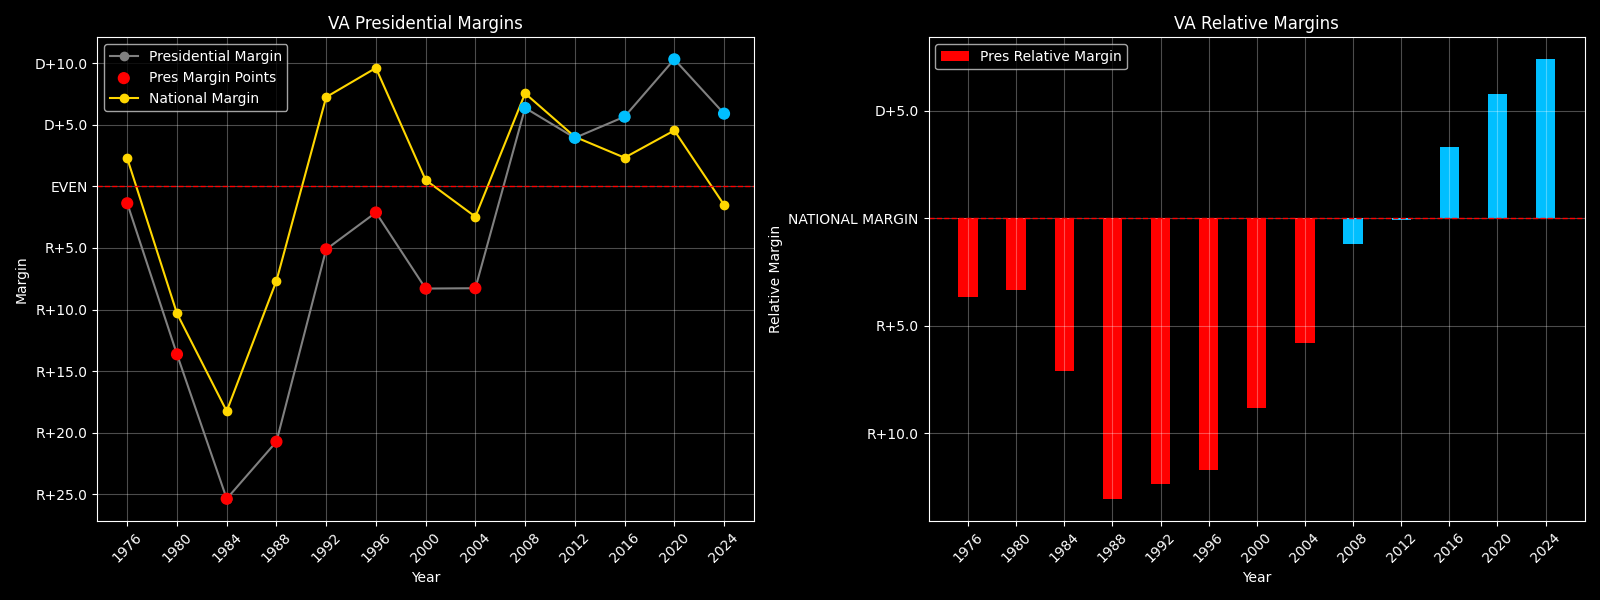 VA Presidential Margins
Presidential Margin
Pres Margin Points
National Margin
D+10.0
D+5.0
EVEN
R+5.0
R+10.0
R+15.0
R+20.0
R+25.0
Margin
1976 1980 1984 1988 1992 1996 2000 2004 2008 2012 2016 2020 2024
Year
VA Relative Margins
Pres Relative Margin
D+5.0
NATIONAL MARGIN
R+5.0
R+10.0
Relative Margin
1976 1980 1984 1988 1992 1996 2000 2004 2008 2012 2016 2020 2024
Year